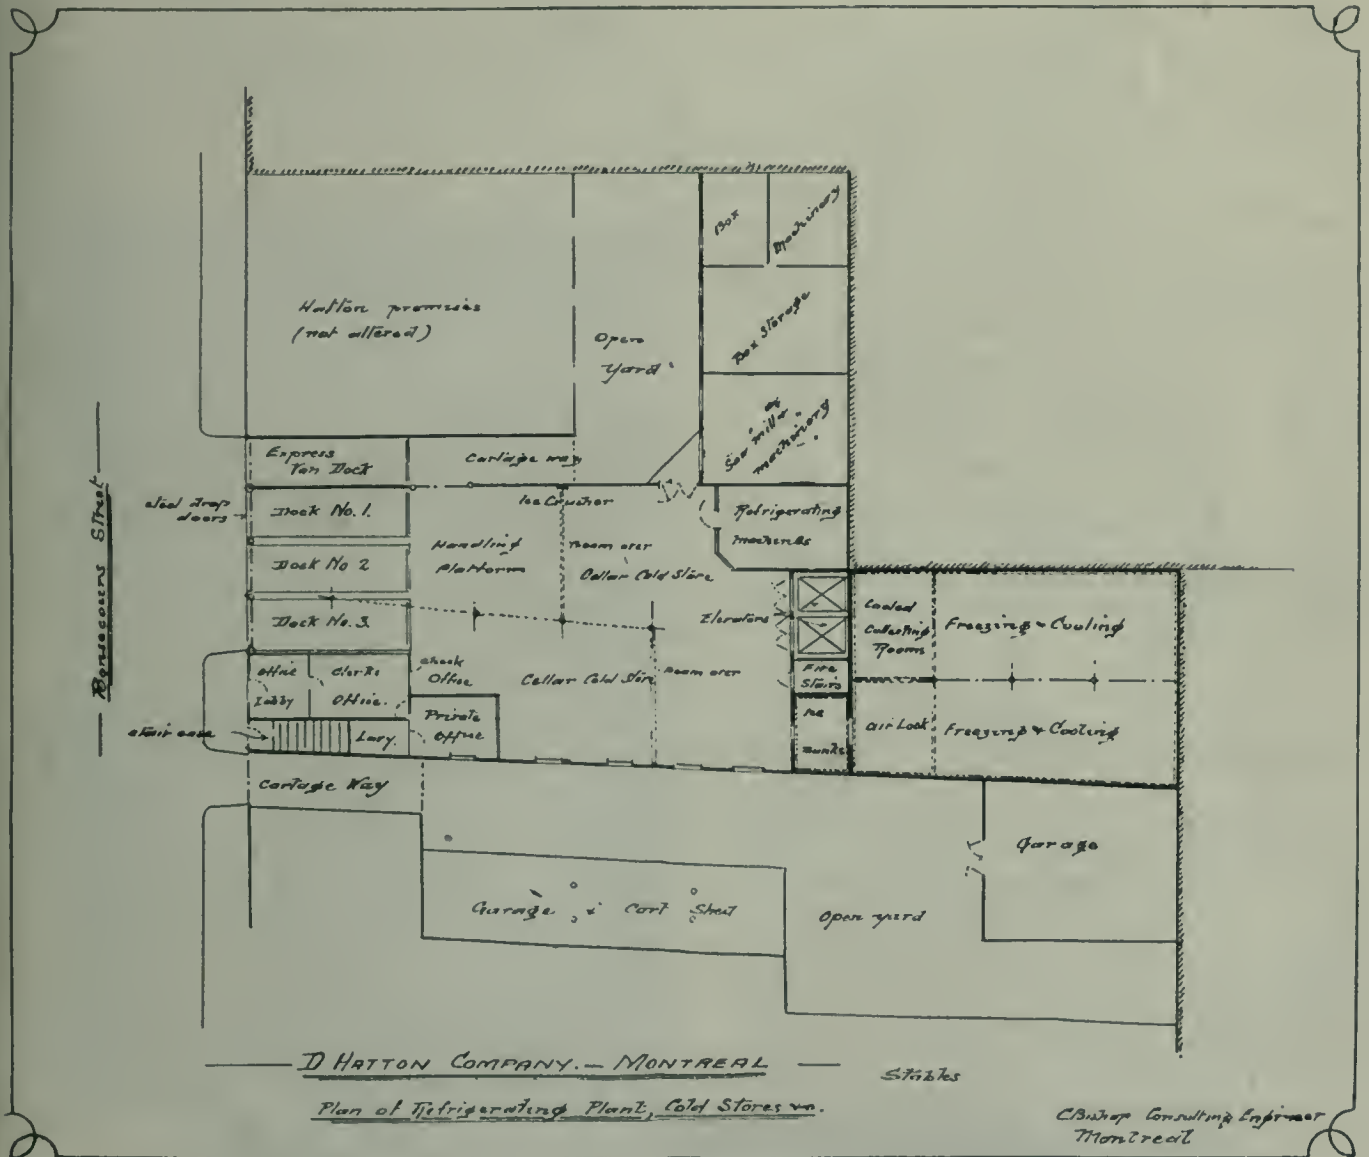 Box
Machinery
Hatton premises
(not altered)
Open
Yard
Box Storage
Saw mill &
machinery
Express
Van Dock
Cartage way
Bonsecours Street
steel drop
doors
Dock No. 1.
Ice Crusher
Refrigerating
Machines
Handling
Platform
Room over
Cellar Cold Store
Dock No 2
Dock No. 3
Elevators
Cooled
Collecting
Rooms
Freezing & Cooling
Office
Lobby
Clerks
Office.
Check
Office
Cellar Cold Store
Room over
Fire
Stairs
Private
Office
stair case
Lavy.
Ice
Air Lock
Freezing & Cooling
Cartage Way
Garage
Garage & Cart Shed
Open yard
D HATTON COMPANY. — MONTREAL
Stables
Plan of Refrigerating Plant, Cold Stores &c.
C Bishop Consulting Engineer
Montreal